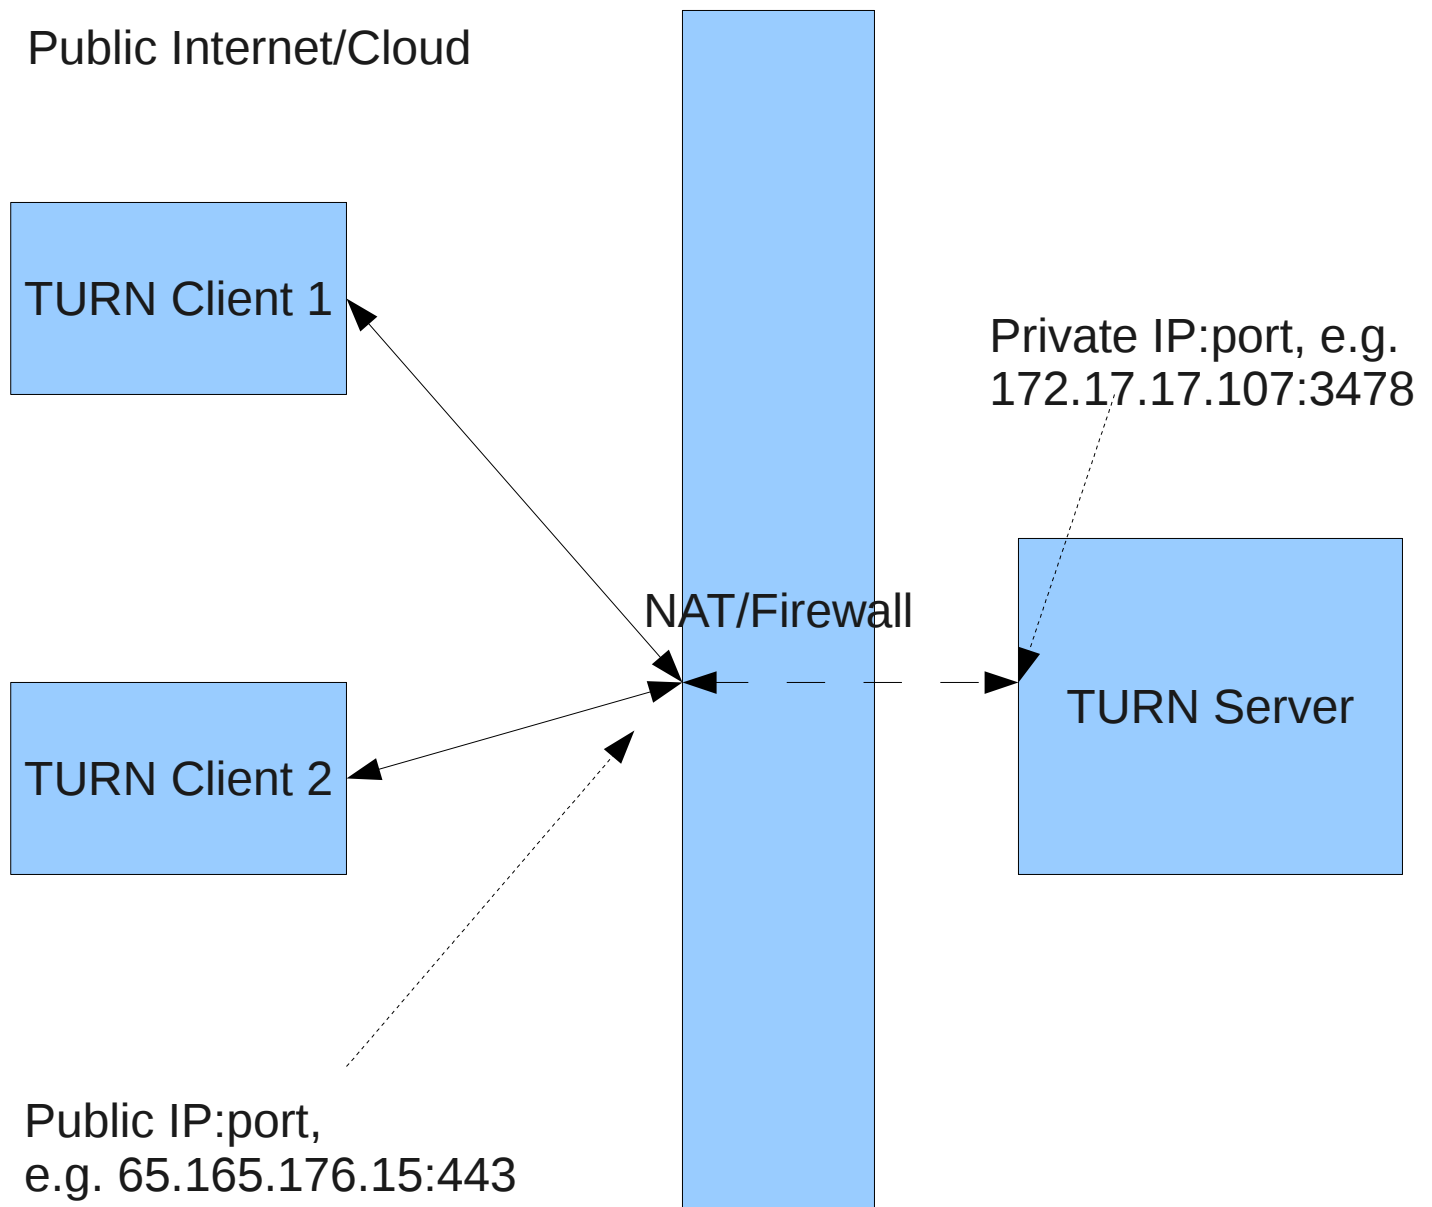 Public Internet/Cloud
TURN Client 1
Private IP:port, e.g.
172.17.17.107:3478
NAT/Firewall
TURN Server
TURN Client 2
Public IP:port,
e.g. 65.165.176.15:443